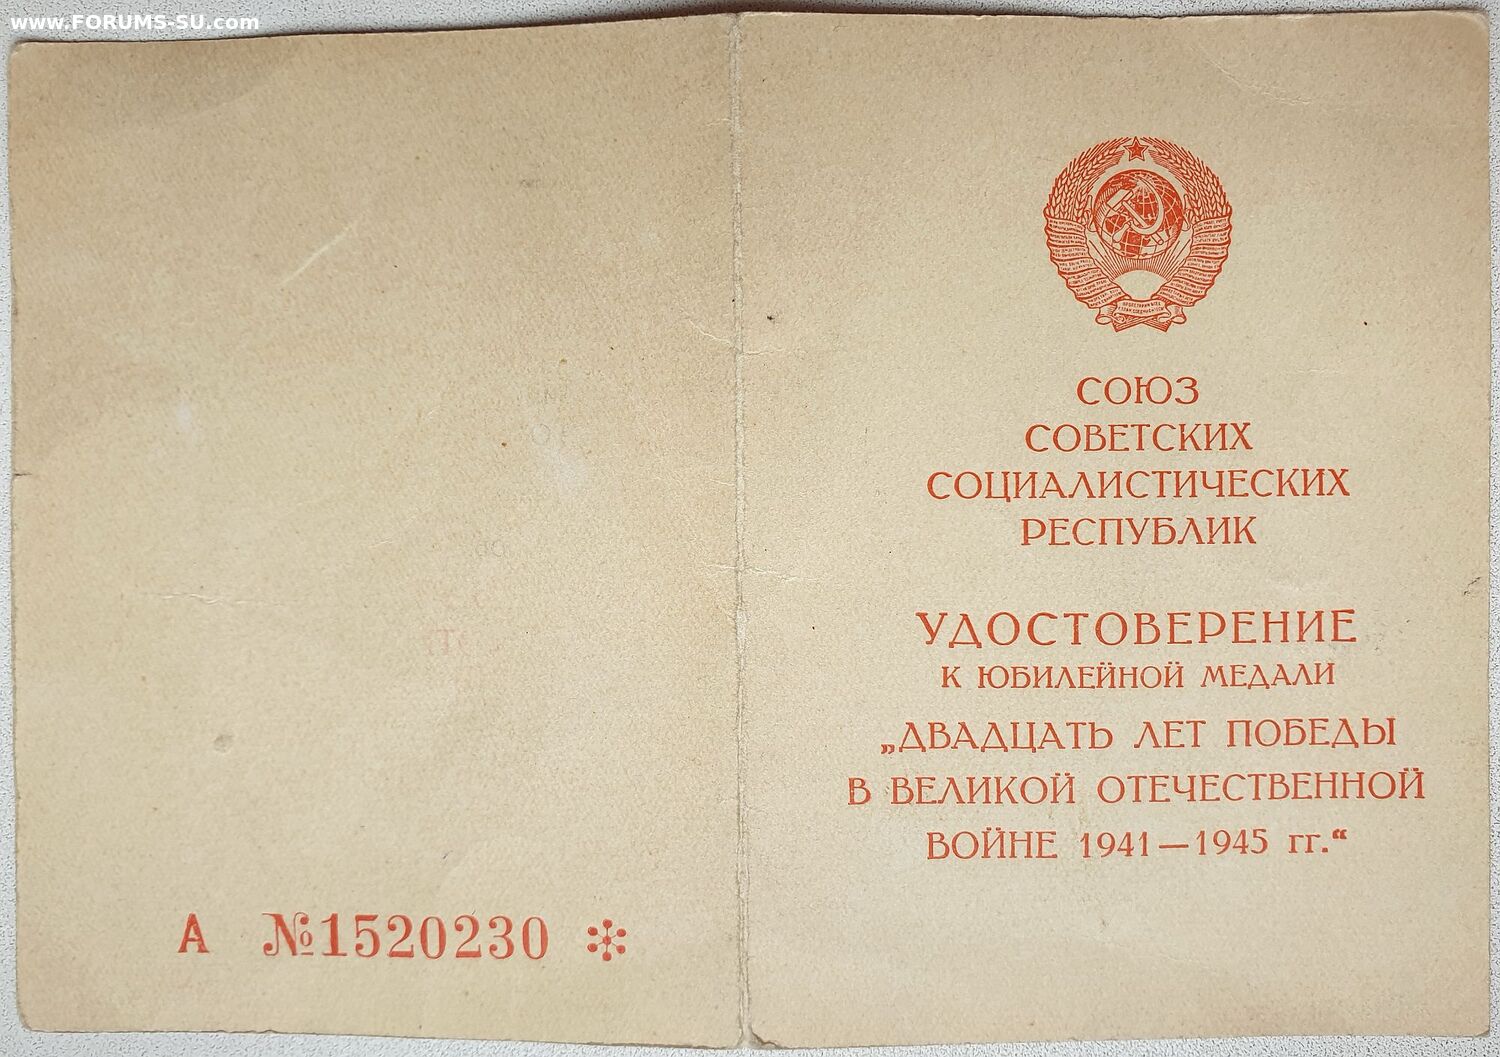 www.FORUMS-SU.com
А №1520230
СОЮЗ
СОВЕТСКИХ
СОЦИАЛИСТИЧЕСКИХ
РЕСПУБЛИК
УДОСТОВЕРЕНИЕ
К ЮБИЛЕЙНОЙ МЕДАЛИ
„ДВАДЦАТЬ ЛЕТ ПОБЕДЫ
В ВЕЛИКОЙ ОТЕЧЕСТВЕННОЙ
ВОЙНЕ 1941—1945 гг.“